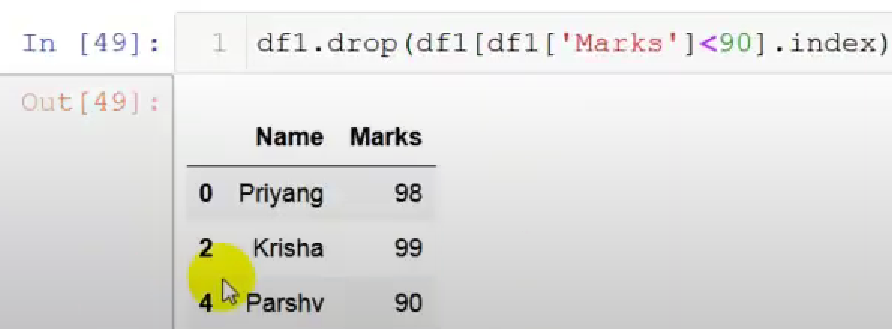 In [49]: 1 df1.drop(df1[df1['Marks']<90].index)
Out[49]:
Name Marks
0 Priyang 98
2 Krisha 99
4 Parshv 90